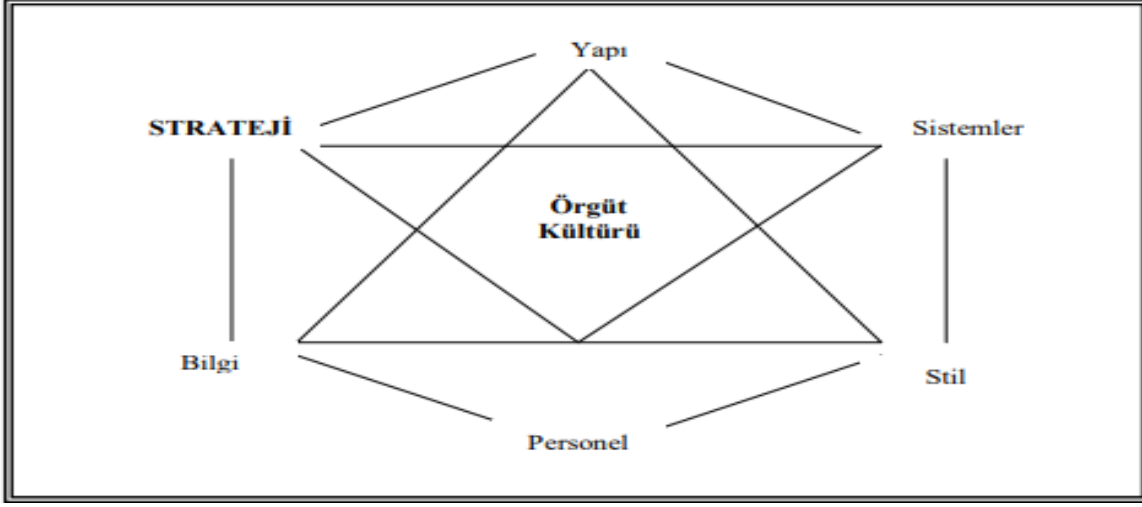 Yapı
STRATEJİ
Sistemler
Örgüt
Kültürü
Bilgi
Stil
Personel